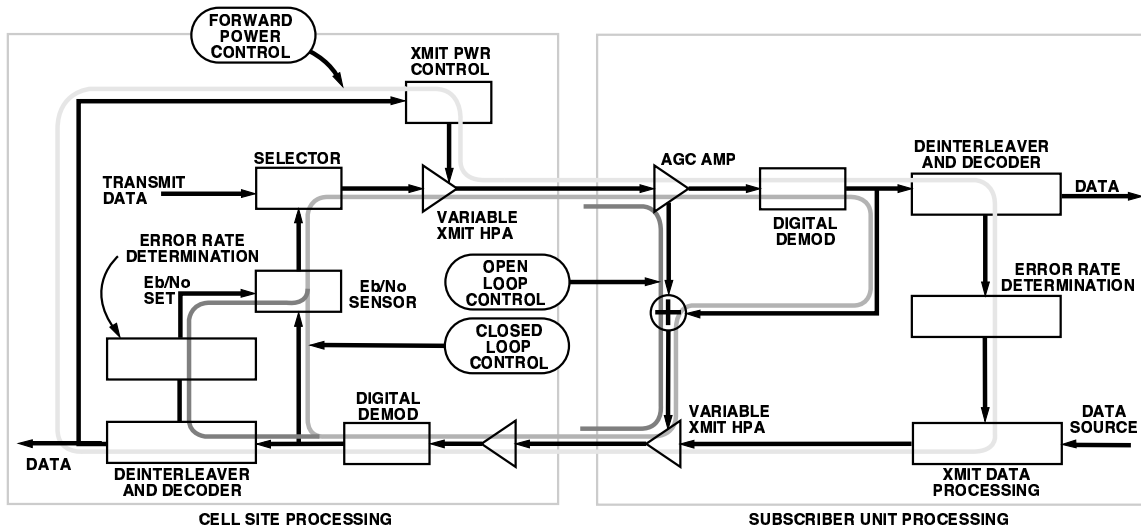 FORWARD
POWER
CONTROL
XMIT PWR
CONTROL
SELECTOR
TRANSMIT
DATA
VARIABLE
XMIT HPA
ERROR RATE
DETERMINATION
Eb/No
SET
Eb/No
SENSOR
OPEN
LOOP
CONTROL
CLOSED
LOOP
CONTROL
DIGITAL
DEMOD
DATA
DEINTERLEAVER
AND DECODER
CELL SITE PROCESSING
AGC AMP
DIGITAL
DEMOD
DEINTERLEAVER
AND DECODER
DATA
ERROR RATE
DETERMINATION
VARIABLE
XMIT HPA
DATA
SOURCE
XMIT DATA
PROCESSING
SUBSCRIBER UNIT PROCESSING